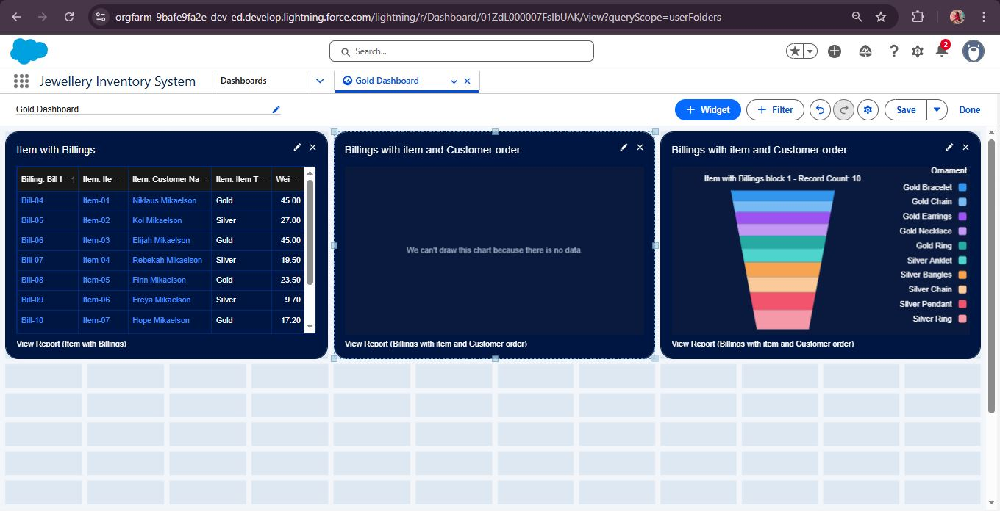 orgfarm-9bafe9fa2e-dev-ed.develop.lightning.force.com/lightning/r/Dashboard/01ZdL000007FsIbUAK/view?queryScope=userFolders
Search...
2
Jewellery Inventory System
Dashboards
Gold Dashboard
Gold Dashboard
+ Widget
+ Filter
Save
Done
Item with Billings
Billing: Bill I... ↑ Item: Ite... Item: Customer Na... Item: Item T... Wei...
Bill-04 Item-01 Niklaus Mikaelson Gold 45.00
Bill-05 Item-02 Kol Mikaelson Silver 27.00
Bill-06 Item-03 Elijah Mikaelson Gold 45.00
Bill-07 Item-04 Rebekah Mikaelson Silver 19.50
Bill-08 Item-05 Finn Mikaelson Gold 23.50
Bill-09 Item-06 Freya Mikaelson Silver 9.70
Bill-10 Item-07 Hope Mikaelson Gold 17.20
View Report (Item with Billings)
Billings with item and Customer order
We can't draw this chart because there is no data.
View Report (Billings with item and Customer order)
Billings with item and Customer order
Item with Billings block 1 - Record Count: 10
Ornament
Gold Bracelet
Gold Chain
Gold Earrings
Gold Necklace
Gold Ring
Silver Anklet
Silver Bangles
Silver Chain
Silver Pendant
Silver Ring
View Report (Billings with item and Customer order)